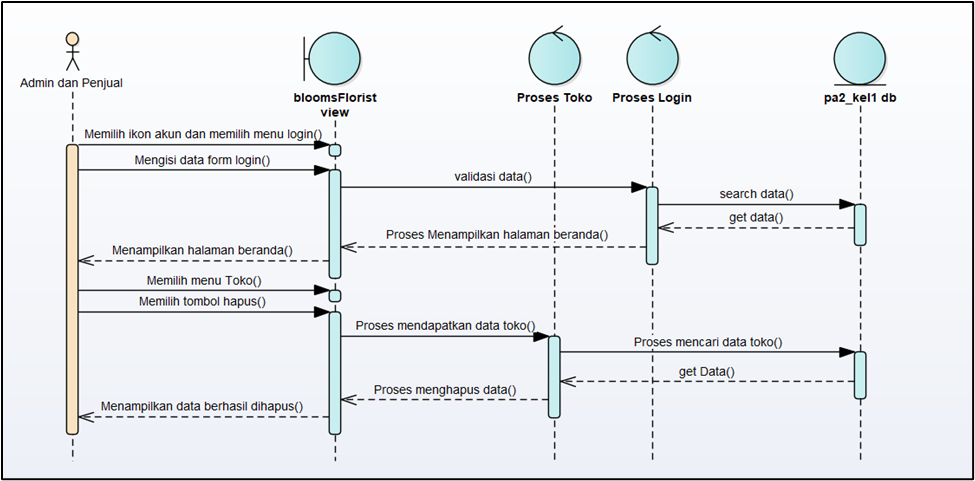 Admin dan Penjual
bloomsFlorist
view
Proses Toko
Proses Login
pa2_kel1 db
Memilih ikon akun dan memilih menu login()
Mengisi data form login()
validasi data()
search data()
get data()
Proses Menampilkan halaman beranda()
Menampilkan halaman beranda()
Memilih menu Toko()
Memilih tombol hapus()
Proses mendapatkan data toko()
Proses mencari data toko()
get Data()
Proses menghapus data()
Menampilkan data berhasil dihapus()